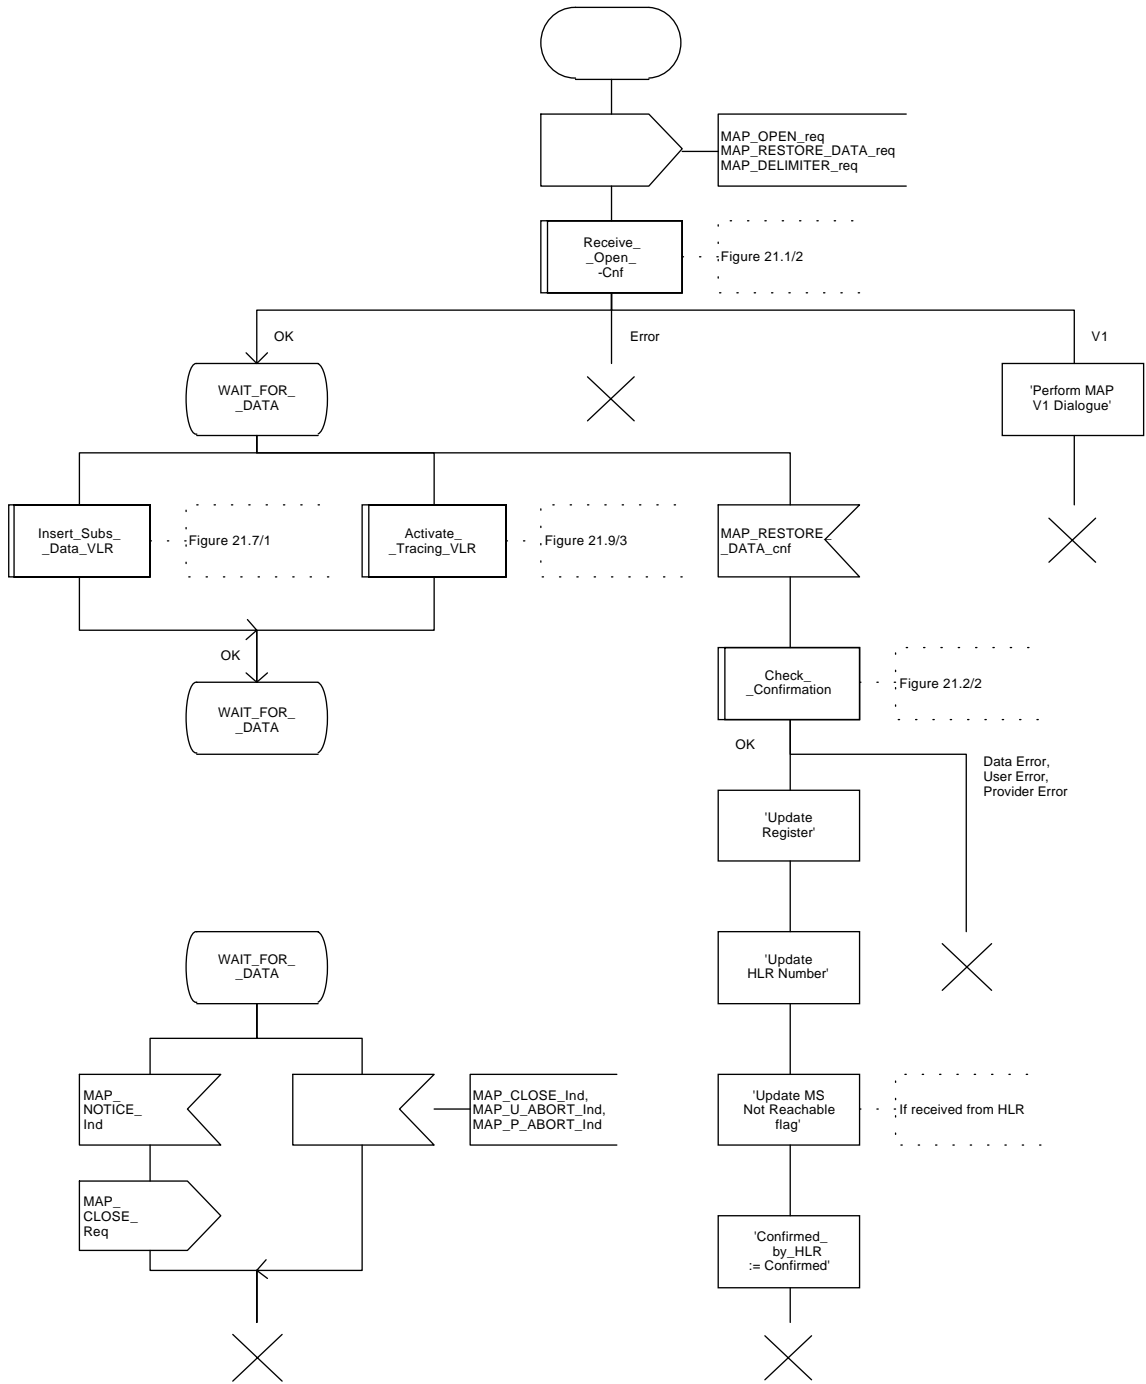 MAP_OPEN_req
MAP_RESTORE_DATA_req
MAP_DELIMITER_req
Receive_
_Open_
-Cnf
Figure 21.1/2
OK
Error
V1
WAIT_FOR_
_DATA
'Perform MAP
V1 Dialogue'
Insert_Subs_
_Data_VLR
Figure 21.7/1
Activate_
_Tracing_VLR
Figure 21.9/3
MAP_RESTORE_
_DATA_cnf
OK
WAIT_FOR_
_DATA
Check_
_Confirmation
Figure 21.2/2
OK
Data Error,
User Error,
Provider Error
'Update
Register'
WAIT_FOR_
_DATA
'Update
HLR Number'
MAP_
NOTICE_
Ind
MAP_CLOSE_Ind,
MAP_U_ABORT_Ind,
MAP_P_ABORT_Ind
'Update MS
Not Reachable
flag'
If received from HLR
MAP_
CLOSE_
Req
'Confirmed_
by_HLR
:= Confirmed'